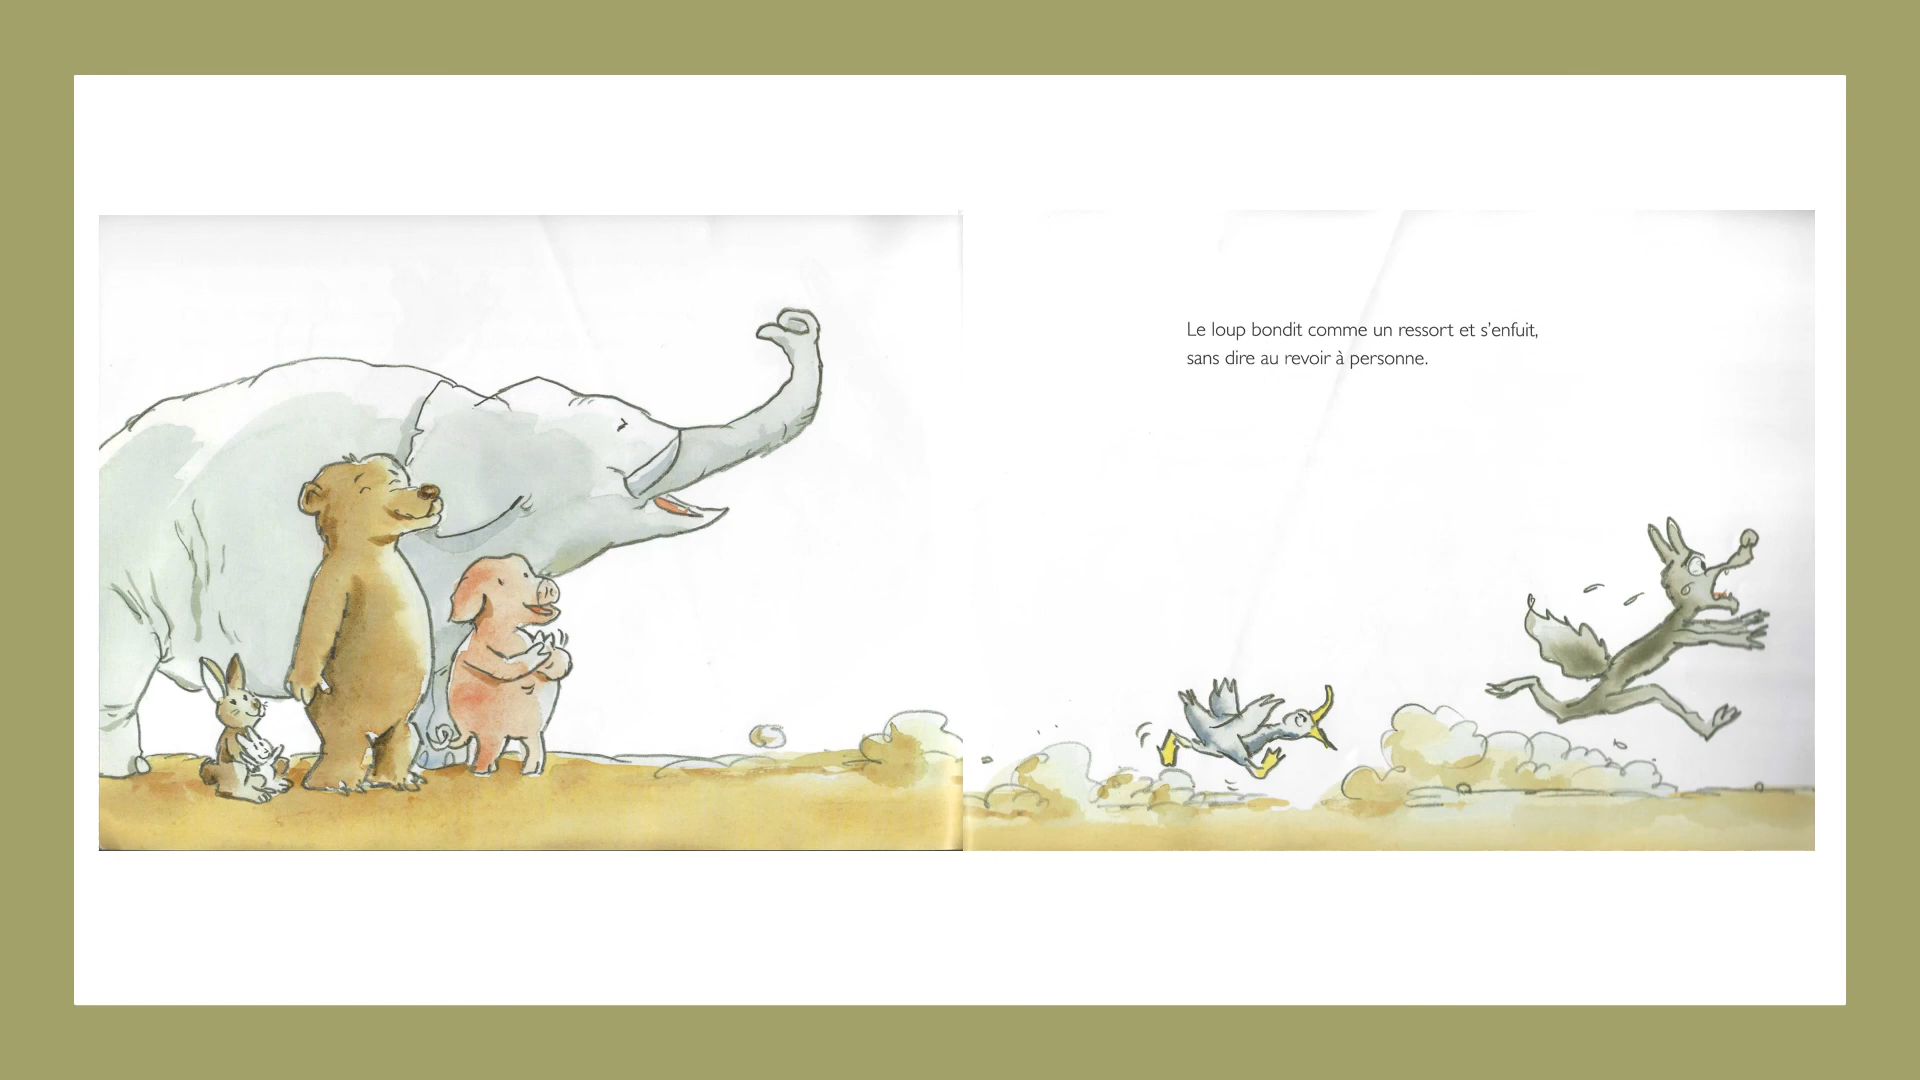 Le loup bondit comme un ressort et s’enfuit,
sans dire au revoir à personne.